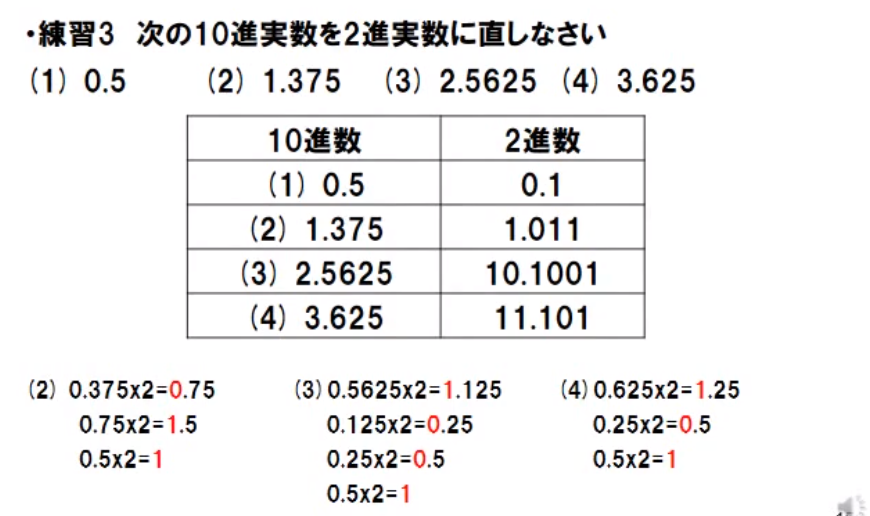 ・練習3 次の10進実数を2進実数に直しなさい
(1) 0.5 (2) 1.375 (3) 2.5625 (4) 3.625
10進数 2進数
(1) 0.5 0.1
(2) 1.375 1.011
(3) 2.5625 10.1001
(4) 3.625 11.101
(2) 0.375x2=0.75 (3) 0.5625x2=1.125 (4) 0.625x2=1.25
0.75x2=1.5 0.125x2=0.25 0.25x2=0.5
0.5x2=1 0.25x2=0.5 0.5x2=1
0.5x2=1